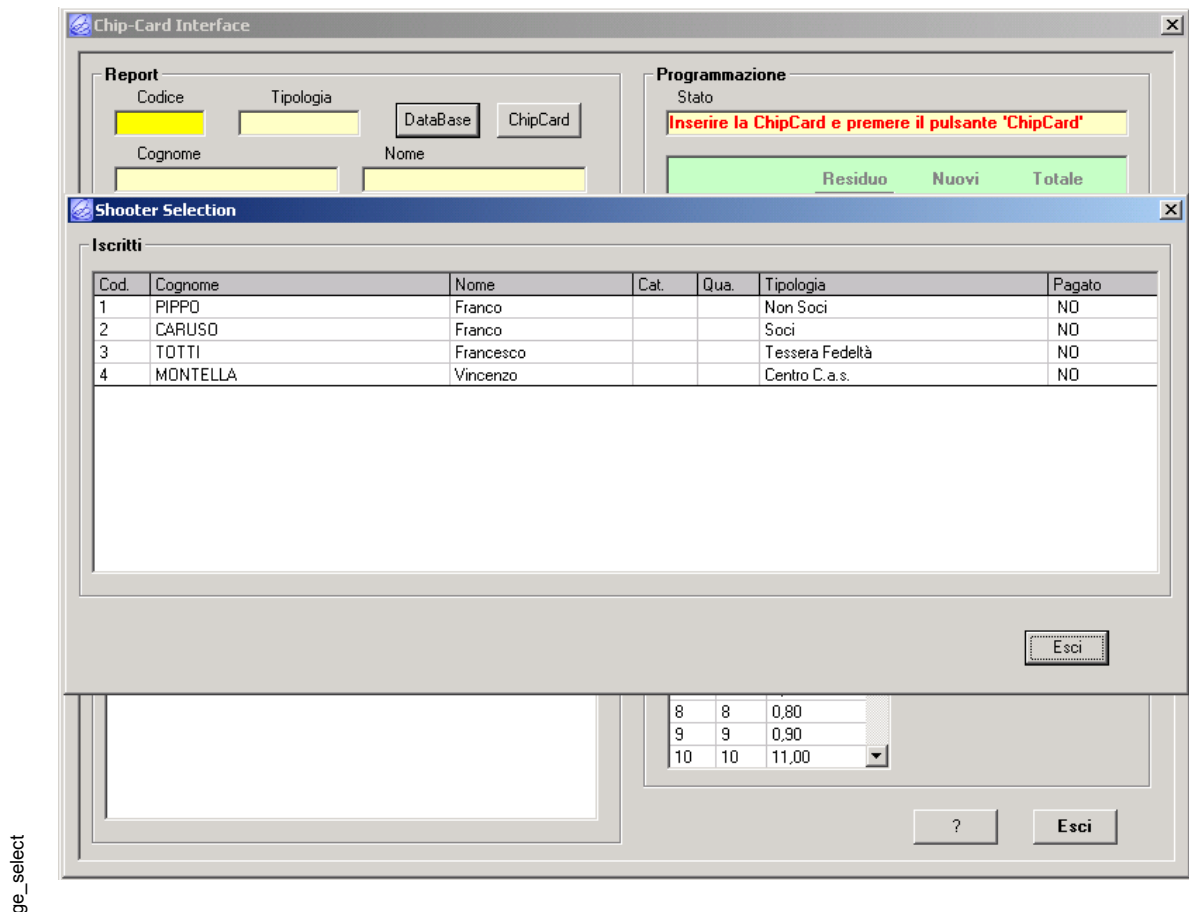 Chip-Card Interface
Report
Programmazione
Codice Tipologia
Stato
DataBase ChipCard
Inserire la ChipCard e premere il pulsante 'ChipCard'
Cognome Nome
Residuo Nuovi Totale
Shooter Selection
Iscritti
Cod. Cognome Nome Cat. Qua. Tipologia Pagato
1 PIPPO Franco Non Soci NO
2 CARUSO Franco Soci NO
3 TOTTI Francesco Tessera Fedeltà NO
4 MONTELLA Vincenzo Centro C.a.s. NO
Esci
8 8 0,80
9 9 0,90
10 10 11,00
? Esci
ge_select